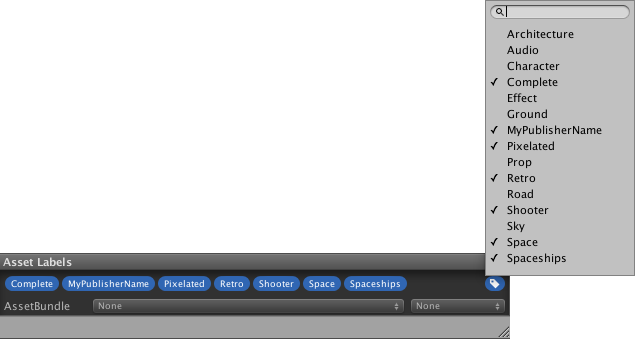 Architecture
Audio
Character
Complete
Effect
Ground
MyPublisherName
Pixelated
Prop
Retro
Road
Shooter
Sky
Space
Spaceships
Asset Labels
Complete MyPublisherName Pixelated Retro Shooter Space Spaceships
AssetBundle None None